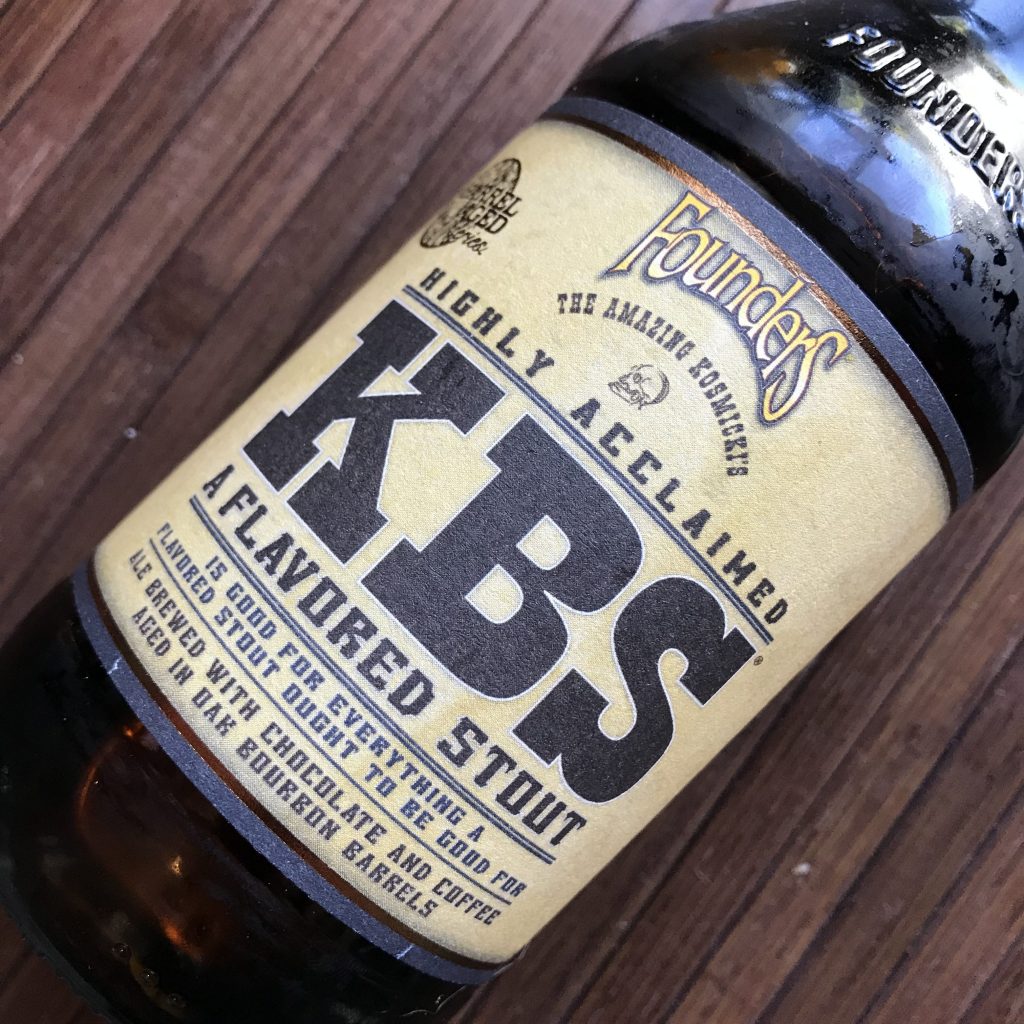 FOUNDERS
Founders
BARREL
AGED
Series
THE AMAZING KOSMICKI'S
HIGHLY ACCLAIMED
KBS®
A FLAVORED STOUT
IS GOOD FOR EVERYTHING A
FLAVORED STOUT OUGHT TO BE GOOD FOR
ALE BREWED WITH CHOCOLATE AND COFFEE
AGED IN OAK BOURBON BARRELS